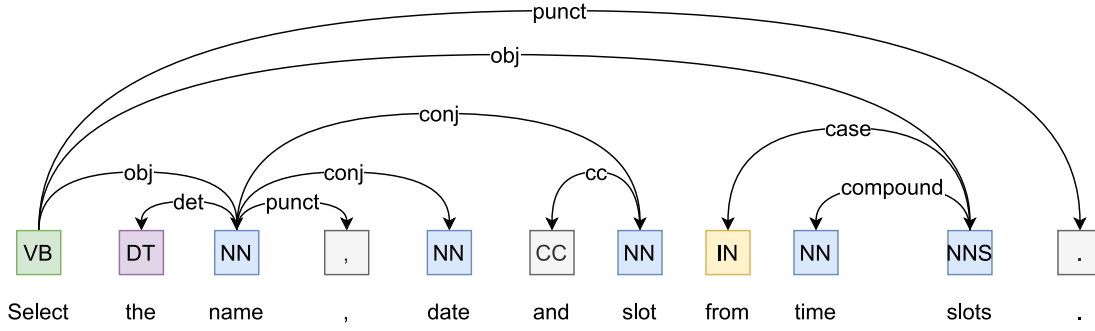 punct
obj
conj
case
obj conj cc
det punct compound
VB DT NN , NN CC NN IN NN NNS .
Select the name , date and slot from time slots .